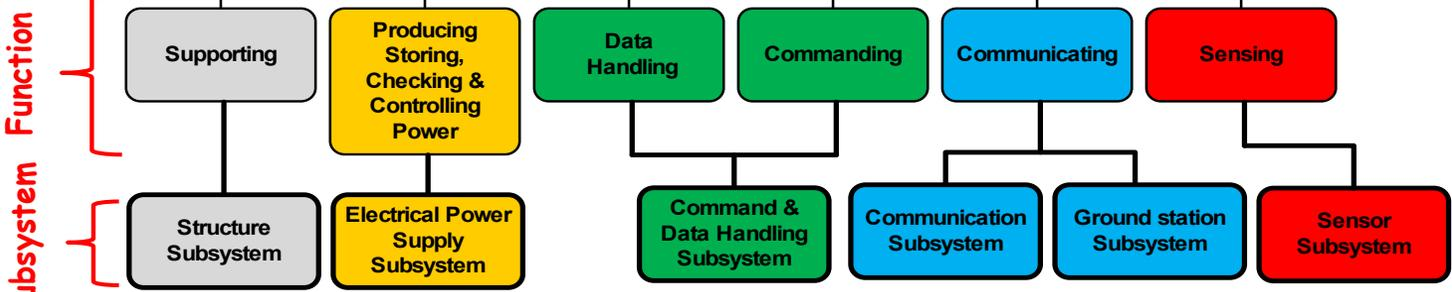 Function
Supporting
Producing
Storing,
Checking &
Controlling
Power
Data
Handling
Commanding
Communicating
Sensing
Structure
Subsystem
Electrical Power
Supply
Subsystem
Command &
Data Handling
Subsystem
Communication
Subsystem
Ground station
Subsystem
Sensor
Subsystem